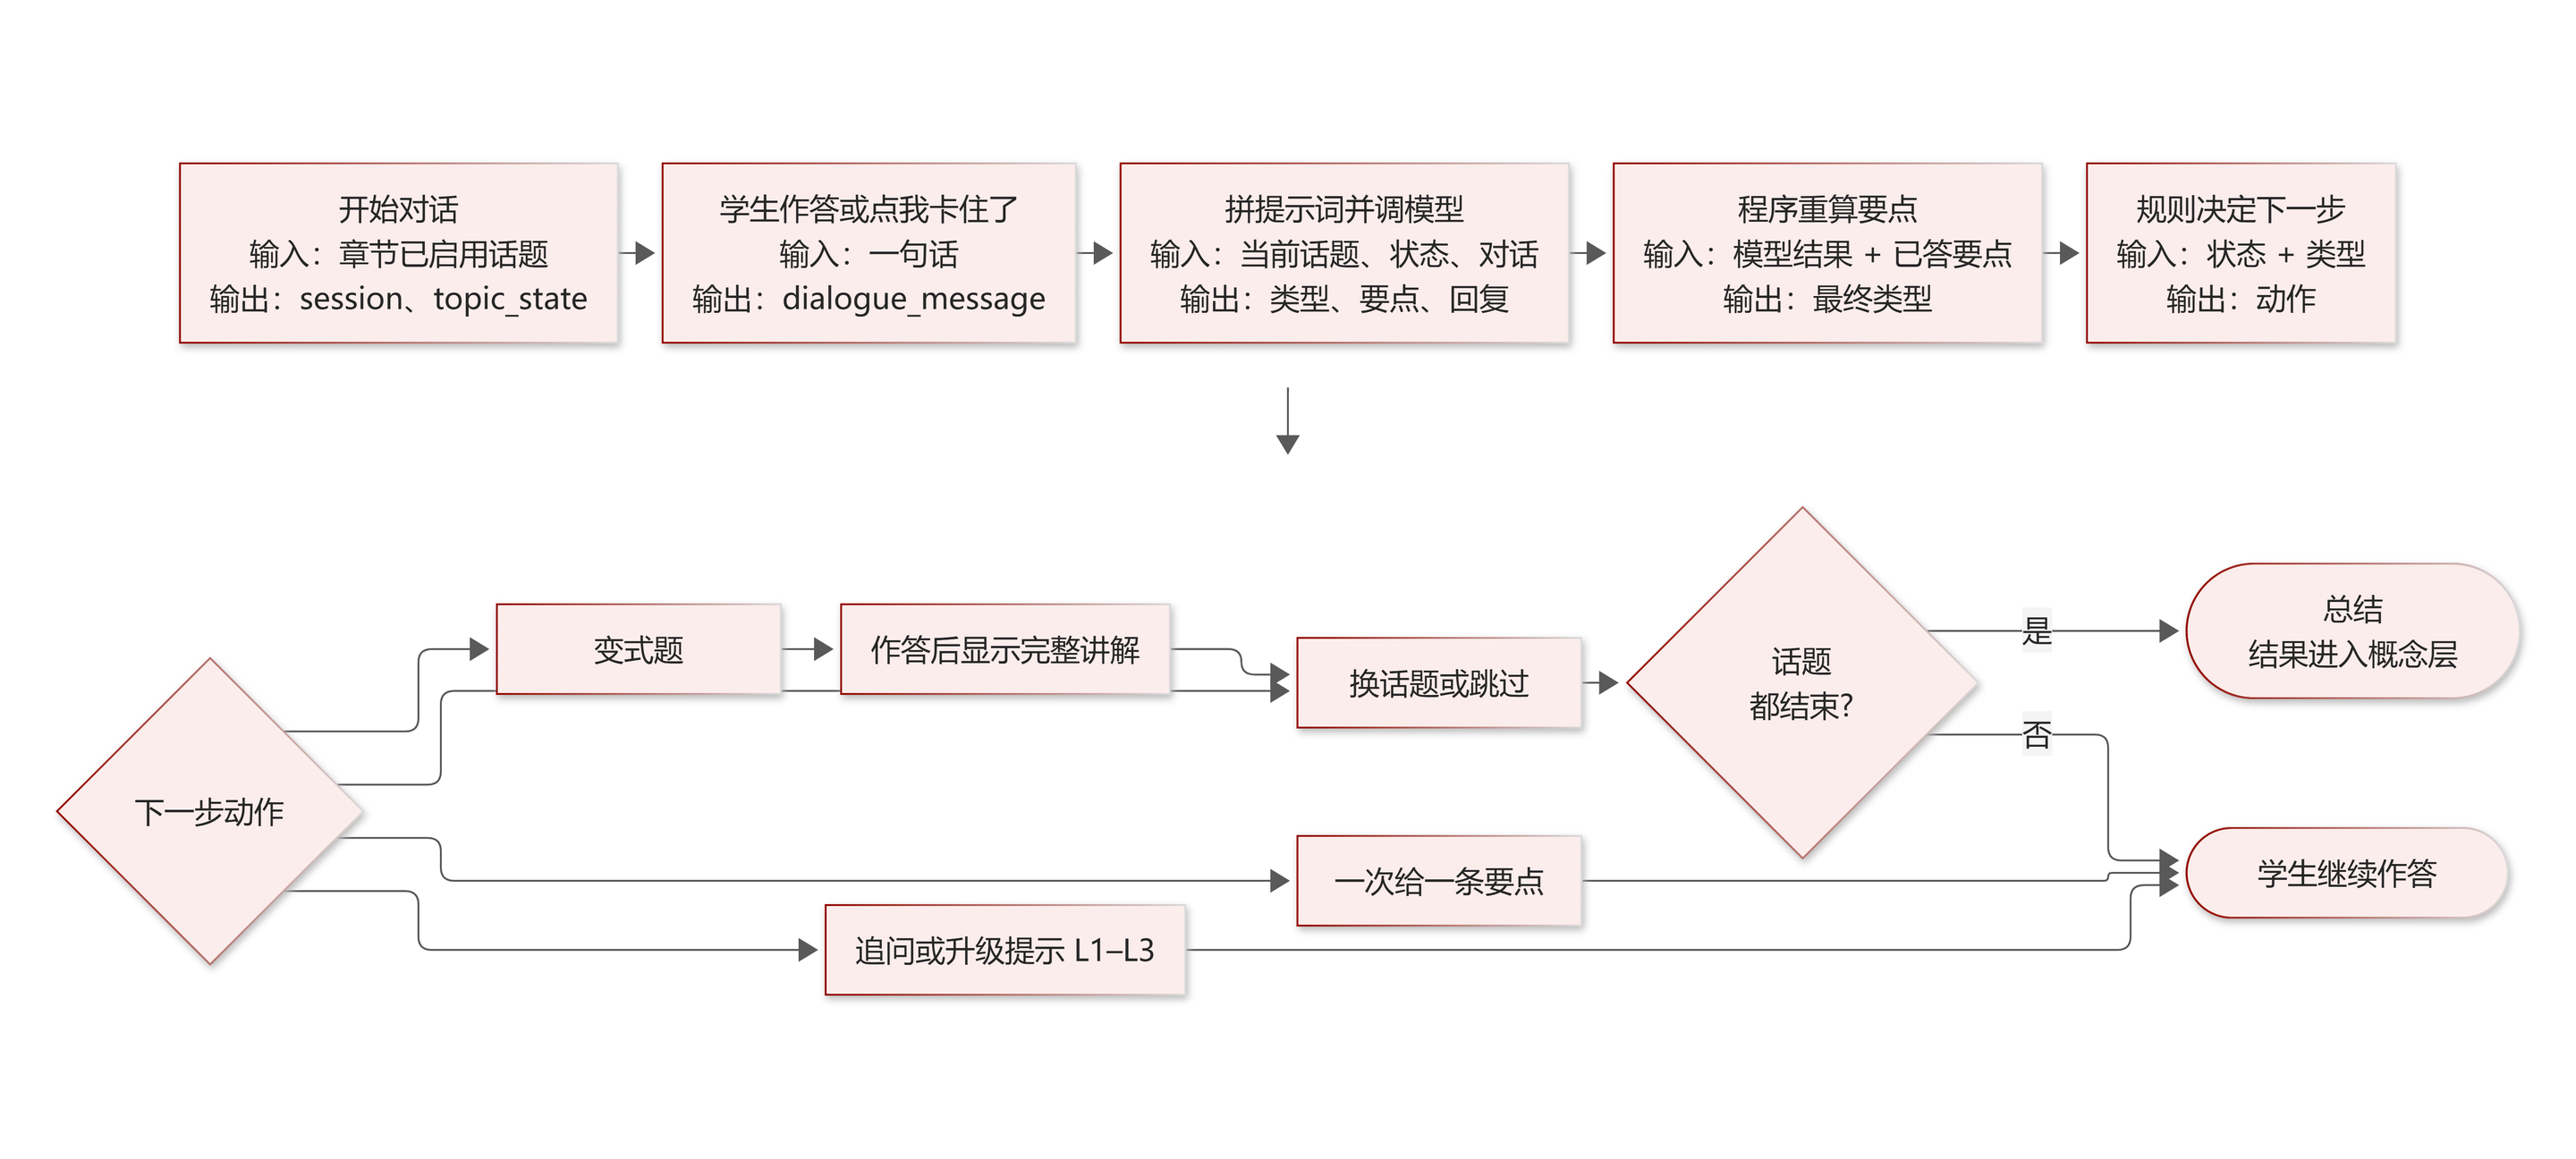 开始对话
输入：章节已启用话题
输出：session、topic_state
学生作答或点我卡住了
输入：一句话
输出：dialogue_message
拼提示词并调模型
输入：当前话题、状态、对话
输出：类型、要点、回复
程序重算要点
输入：模型结果 + 已答要点
输出：最终类型
规则决定下一步
输入：状态 + 类型
输出：动作
下一步动作
变式题
作答后显示完整讲解
换话题或跳过
话题
都结束?
是
总结
结果进入概念层
否
一次给一条要点
追问或升级提示 L1–L3
学生继续作答